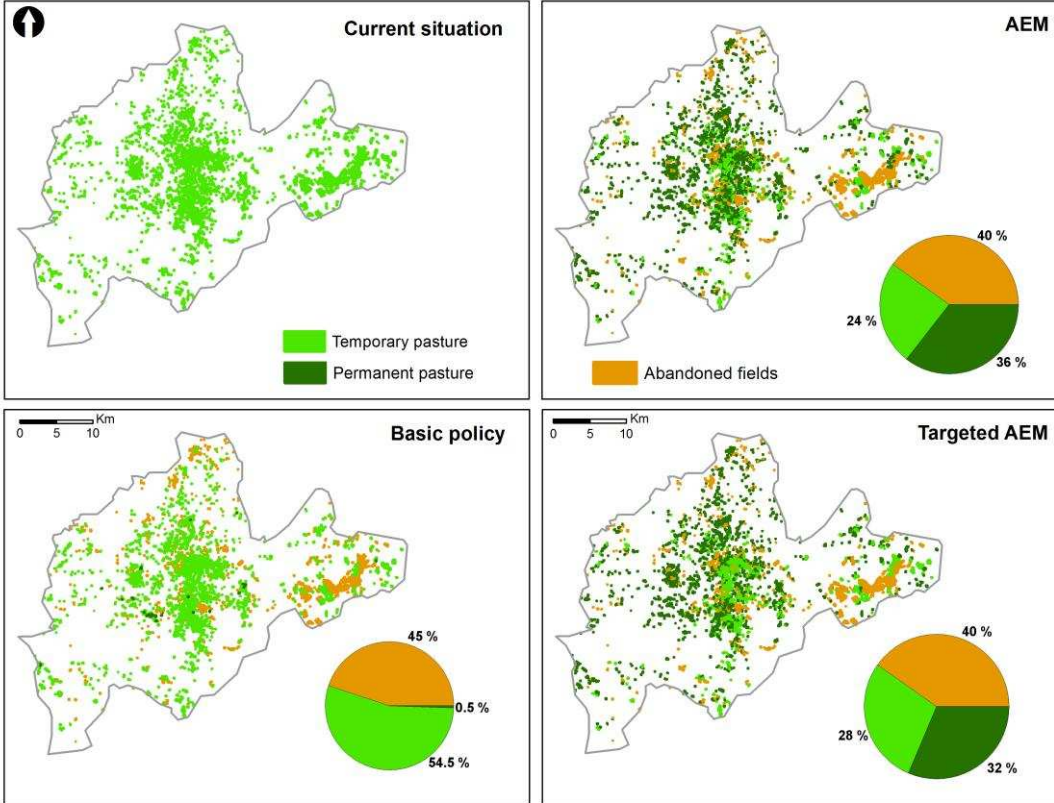 Current situation
Temporary pasture
Permanent pasture
AEM
40 %
24 %
36 %
Abandoned fields
Km
0 5 10
Basic policy
45 %
0.5 %
54.5 %
Km
0 5 10
Targeted AEM
40 %
28 %
32 %